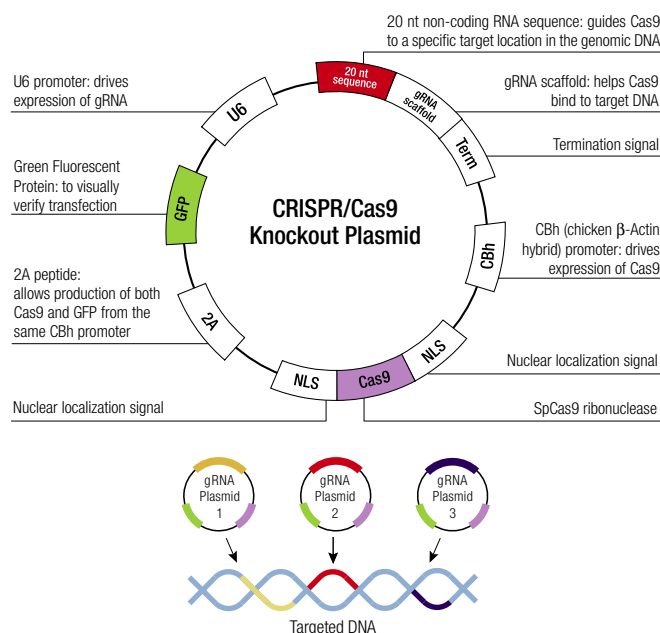 20 nt non-coding RNA sequence: guides Cas9
to a specific target location in the genomic DNA
U6 promoter: drives
expression of gRNA
gRNA scaffold: helps Cas9
bind to target DNA
Termination signal
Green Fluorescent
Protein: to visually
verify transfection
CBh (chicken β-Actin
hybrid) promoter: drives
expression of Cas9
2A peptide:
allows production of both
Cas9 and GFP from the
same CBh promoter
Nuclear localization signal
Nuclear localization signal
SpCas9 ribonuclease
20 nt
sequence
gRNA
scaffold
Term
CBh
NLS
Cas9
NLS
2A
GFP
U6
CRISPR/Cas9
Knockout Plasmid
gRNA
Plasmid
1
gRNA
Plasmid
2
gRNA
Plasmid
3
Targeted DNA